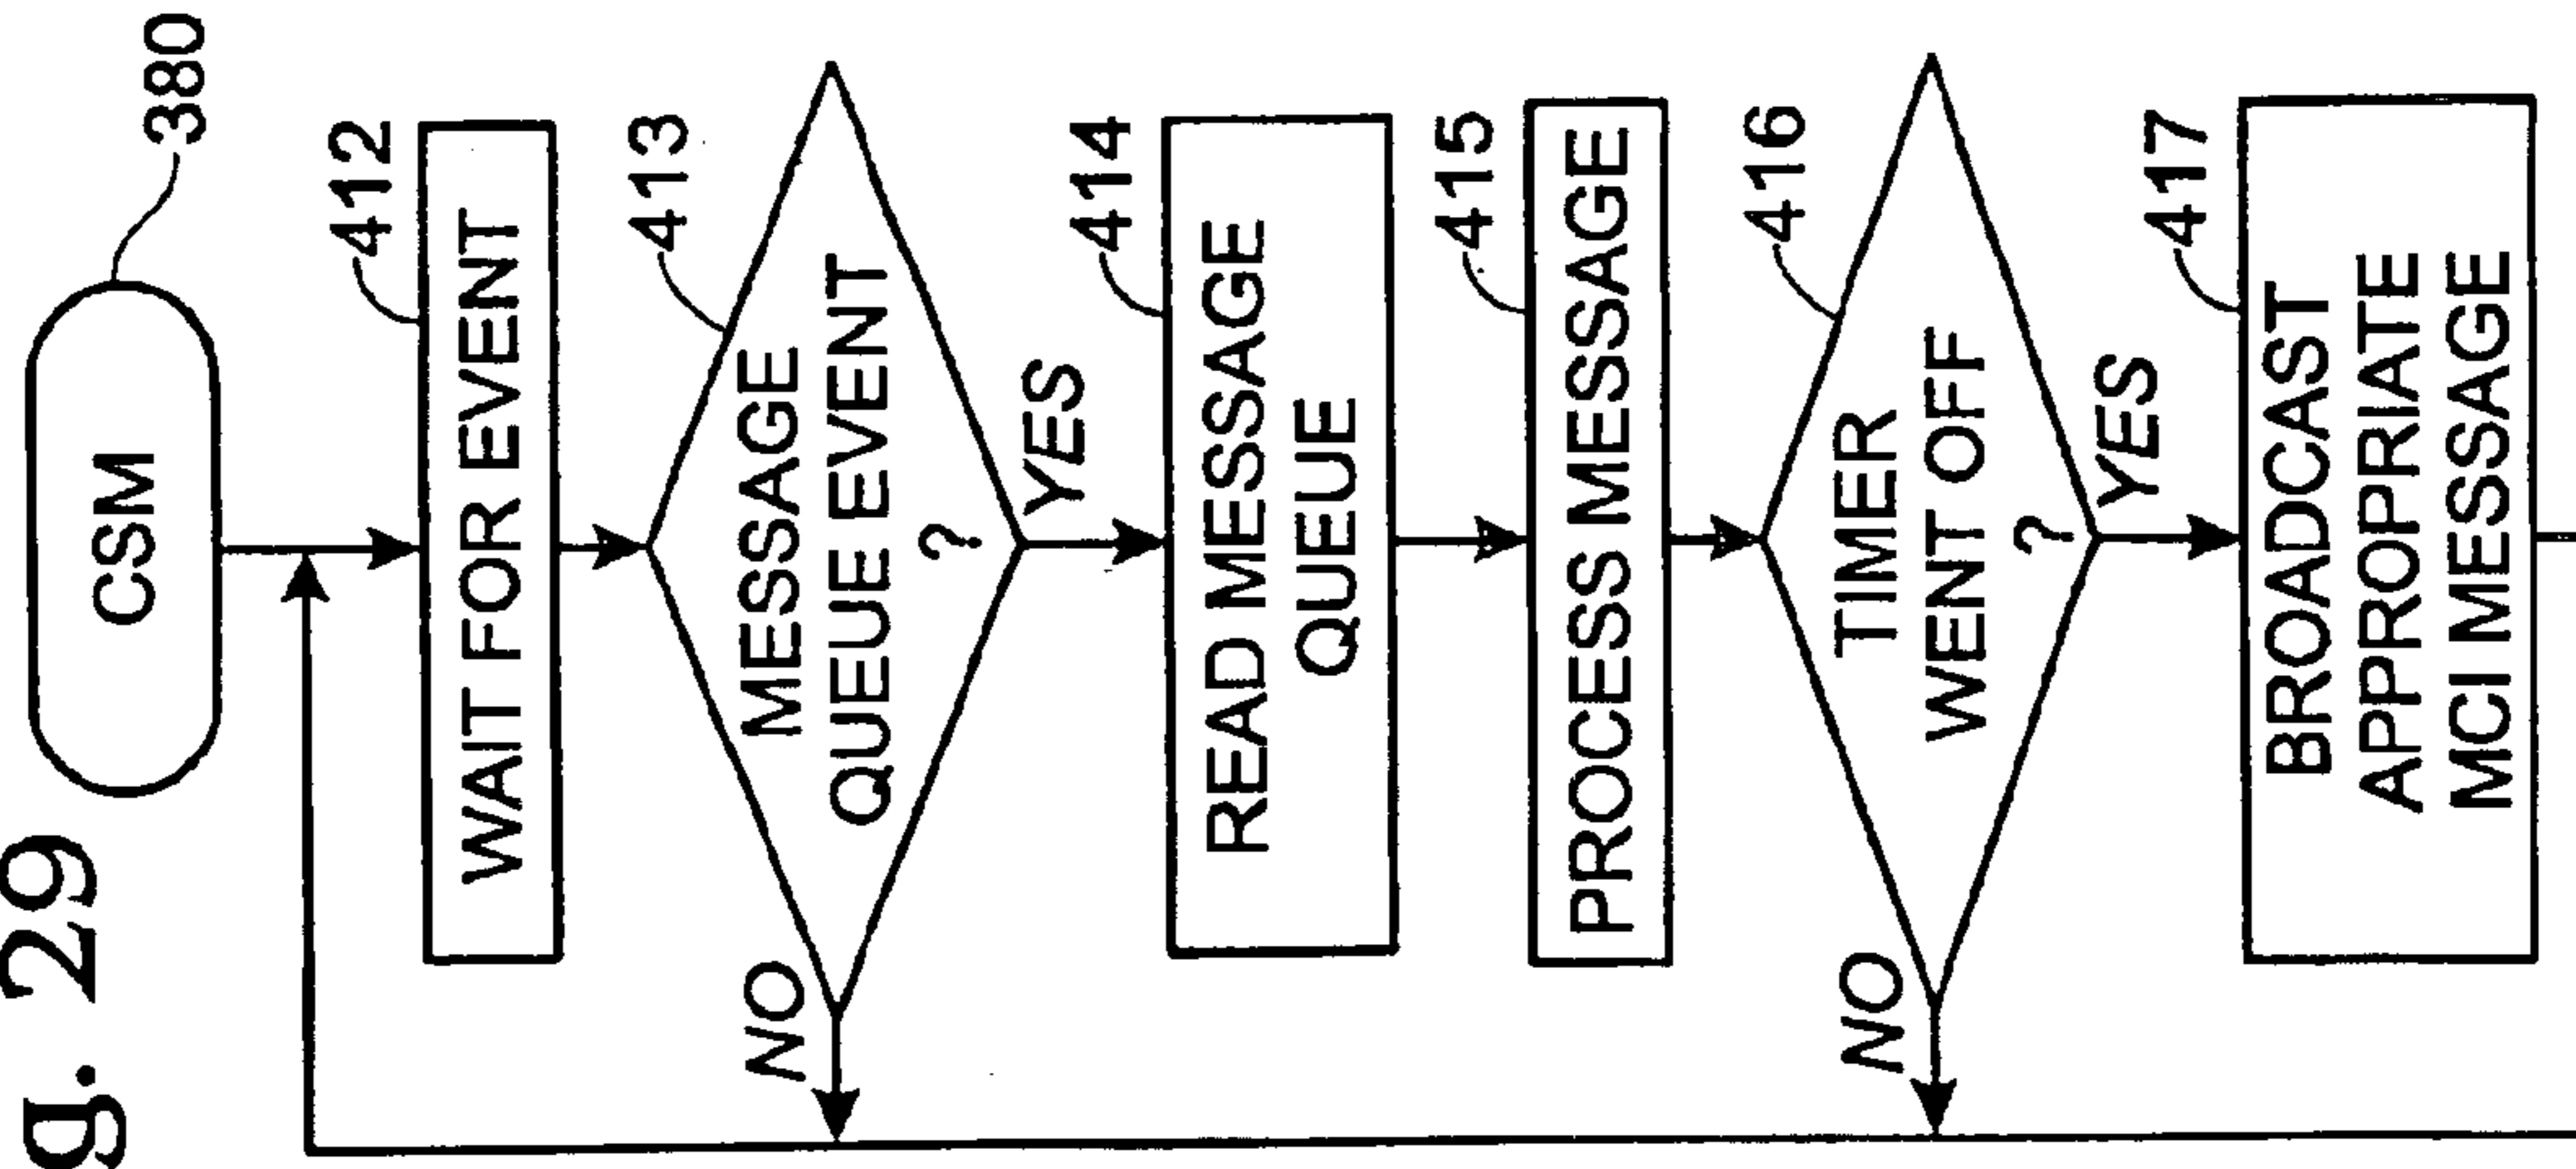 g. 29
CSM
380
412
WAIT FOR EVENT
413
MESSAGE
QUEUE EVENT
?
NO
YES
414
READ MESSAGE
QUEUE
415
PROCESS MESSAGE
416
TIMER
WENT OFF
?
NO
YES
417
BROADCAST
APPROPRIATE
MCI MESSAGE